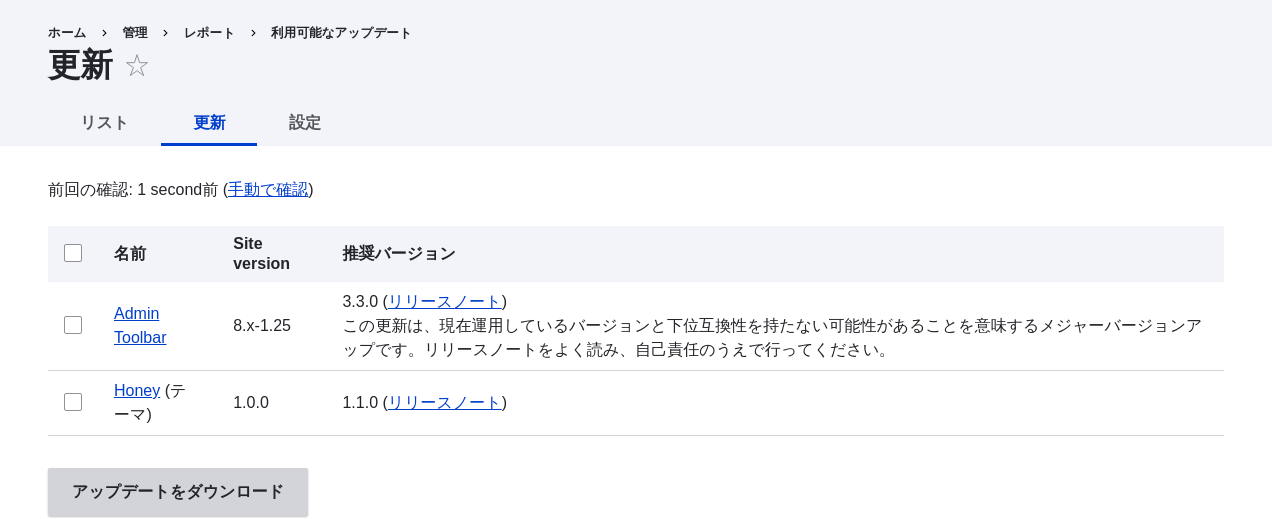 ホーム › 管理 › レポート › 利用可能なアップデート
更新 ☆
リスト 更新 設定
前回の確認: 1 second前 (手動で確認)
名前 Site version 推奨バージョン
Admin Toolbar 8.x-1.25 3.3.0 (リリースノート)
この更新は、現在運用しているバージョンと下位互換性を持たない可能性があることを意味するメジャーバージョンア
ップです。リリースノートをよく読み、自己責任のうえで行ってください。
Honey (テーマ) 1.0.0 1.1.0 (リリースノート)
アップデートをダウンロード